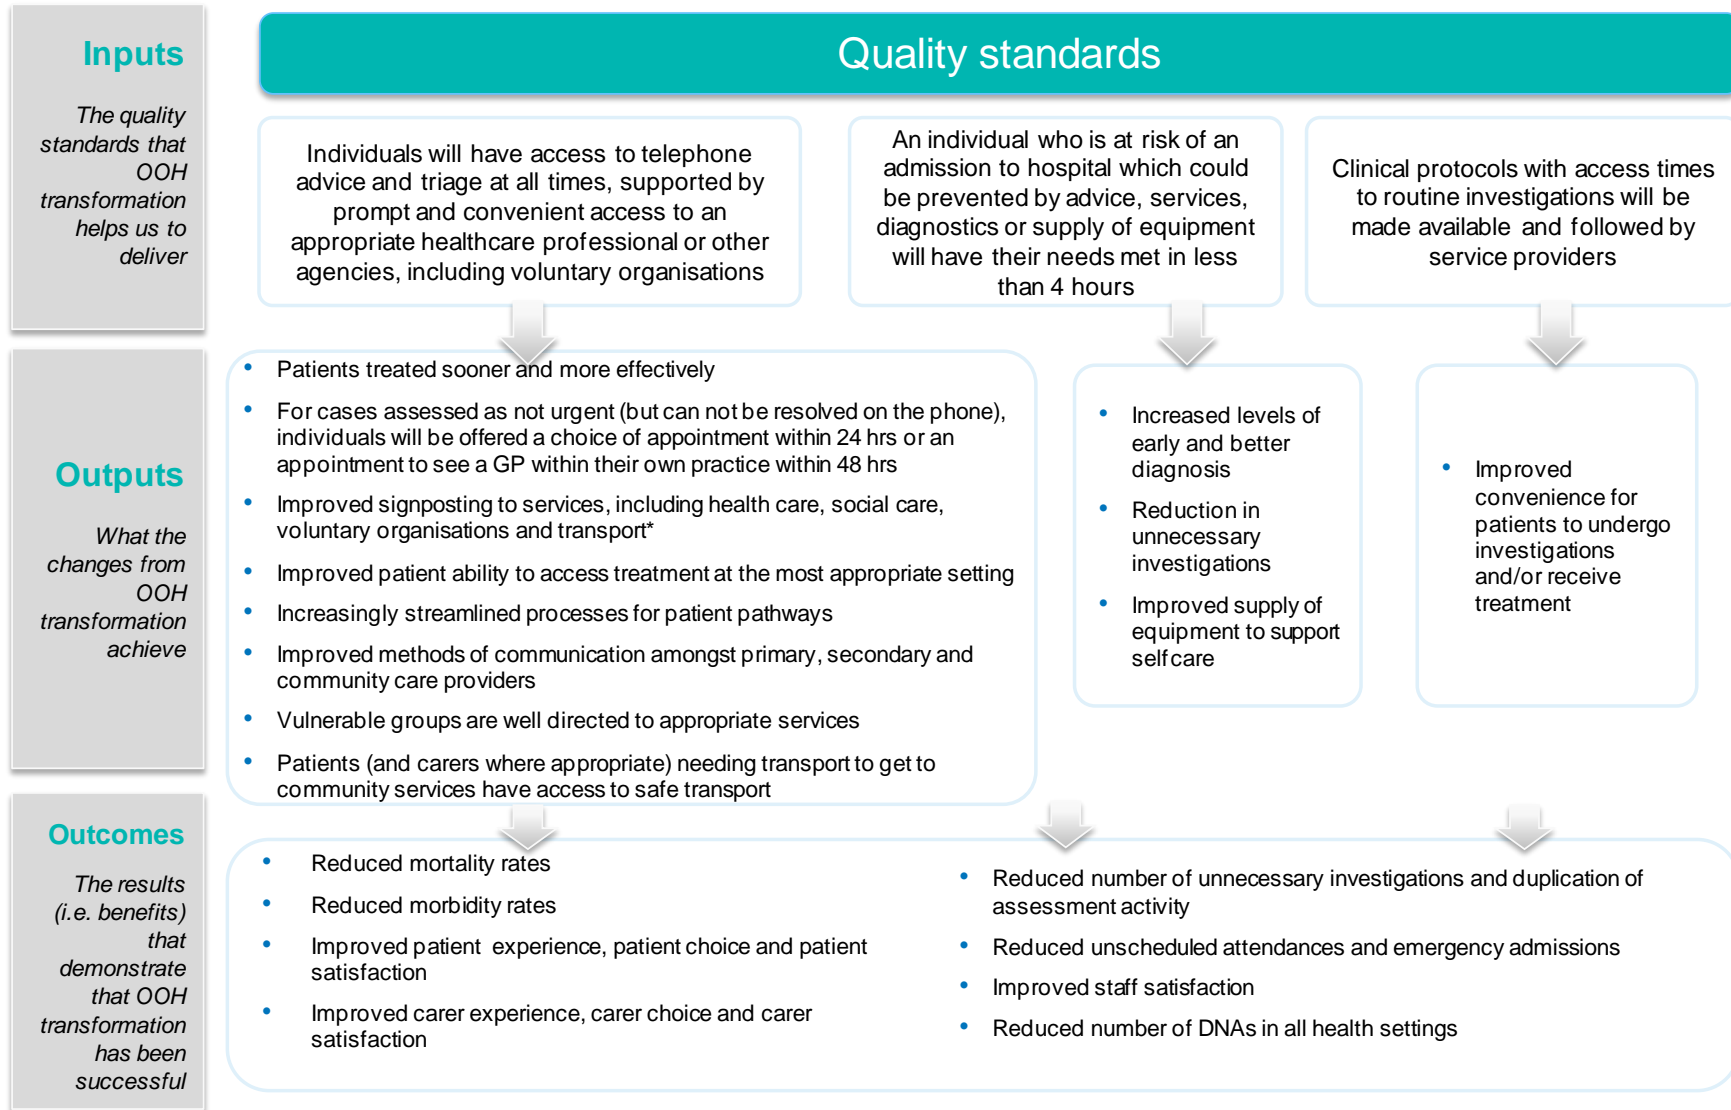 Inputs
The quality
standards that
OOH
transformation
helps us to
deliver
Quality standards
Individuals will have access to telephone
advice and triage at all times, supported by
prompt and convenient access to an
appropriate healthcare professional or other
agencies, including voluntary organisations
An individual who is at risk of an
admission to hospital which could
be prevented by advice, services,
diagnostics or supply of equipment
will have their needs met in less
than 4 hours
Clinical protocols with access times
to routine investigations will be
made available and followed by
service providers
Outputs
What the
changes from
OOH
transformation
achieve
• Patients treated sooner and more effectively
• For cases assessed as not urgent (but can not be resolved on the phone),
individuals will be offered a choice of appointment within 24 hrs or an
appointment to see a GP within their own practice within 48 hrs
• Improved signposting to services, including health care, social care,
voluntary organisations and transport*
• Improved patient ability to access treatment at the most appropriate setting
• Increasingly streamlined processes for patient pathways
• Improved methods of communication amongst primary, secondary and
community care providers
• Vulnerable groups are well directed to appropriate services
• Patients (and carers where appropriate) needing transport to get to
community services have access to safe transport
• Increased levels of
early and better
diagnosis
• Reduction in
unnecessary
investigations
• Improved supply of
equipment to support
self care
• Improved
convenience for
patients to undergo
investigations
and/or receive
treatment
Outcomes
The results
(i.e. benefits)
that
demonstrate
that OOH
transformation
has been
successful
• Reduced mortality rates
• Reduced morbidity rates
• Improved patient experience, patient choice and patient
satisfaction
• Improved carer experience, carer choice and carer
satisfaction
• Reduced number of unnecessary investigations and duplication of
assessment activity
• Reduced unscheduled attendances and emergency admissions
• Improved staff satisfaction
• Reduced number of DNAs in all health settings